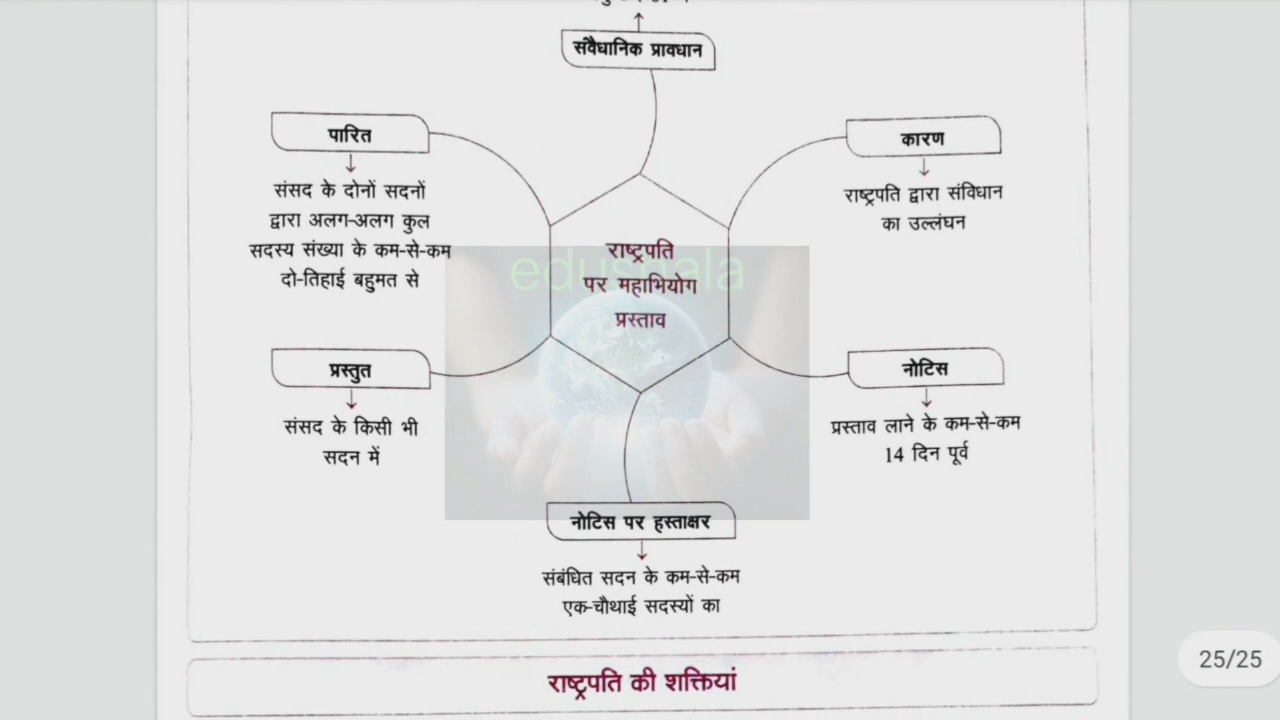 संवैधानिक प्रावधान
पारित
संसद के दोनों सदनों
द्वारा अलग-अलग कुल
सदस्य संख्या के कम-से-कम
दो-तिहाई बहुमत से
कारण
राष्ट्रपति द्वारा संविधान
का उल्लंघन
edushala
राष्ट्रपति
पर महाभियोग
प्रस्ताव
प्रस्तुत
संसद के किसी भी
सदन में
नोटिस
प्रस्ताव लाने के कम-से-कम
14 दिन पूर्व
नोटिस पर हस्ताक्षर
संबंधित सदन के कम-से-कम
एक-चौथाई सदस्यों का
25/25
राष्ट्रपति की शक्तियां